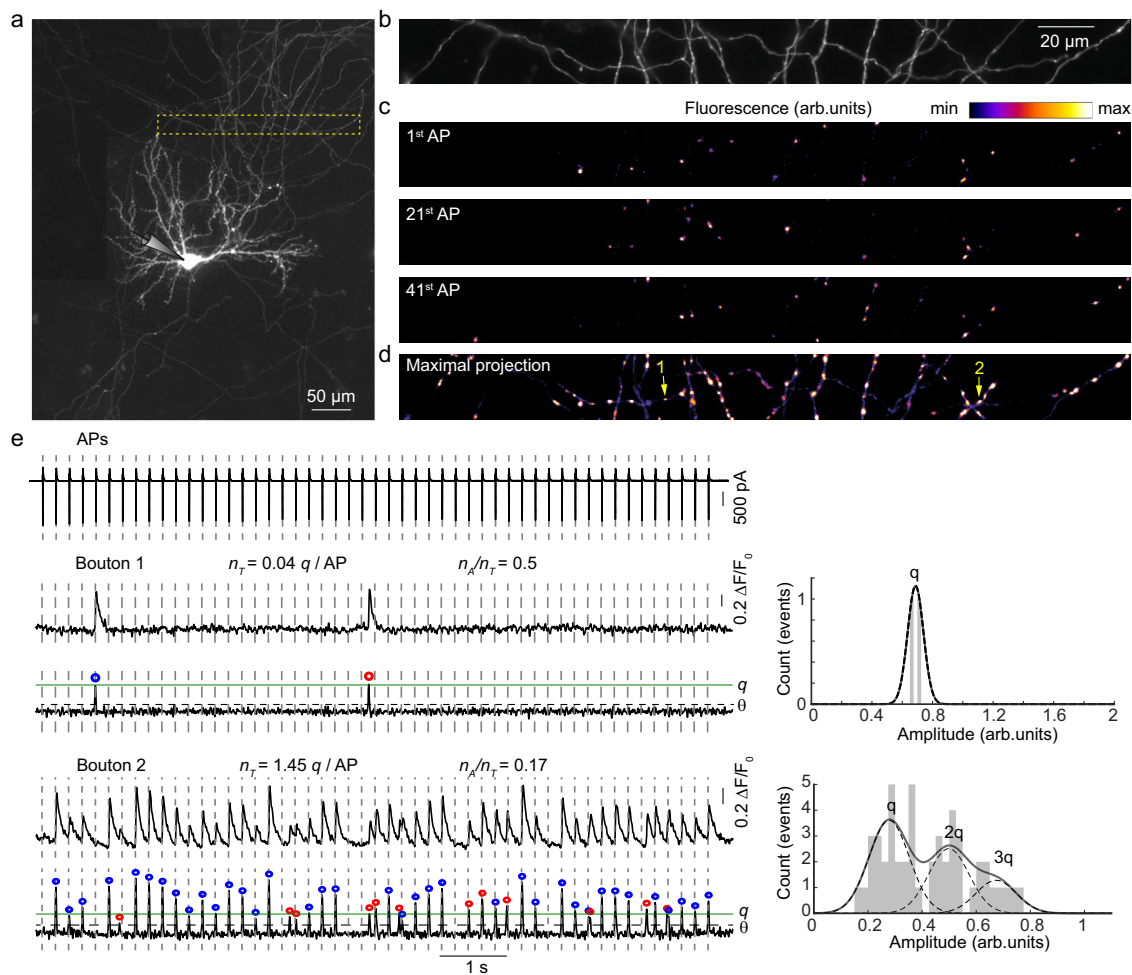 a
50 µm
b
20 µm
c
Fluorescence (arb.units) min max
1st AP
21st AP
41st AP
d
Maximal projection
1
2
e
APs
500 pA
Bouton 1 nT = 0.04 q / AP nA/nT = 0.5
0.2 ΔF/F0
q
θ
Count (events)
1
0
q
0 0.4 0.8 1.2 1.6 2
Amplitude (arb.units)
Bouton 2 nT = 1.45 q / AP nA/nT = 0.17
0.2 ΔF/F0
q
θ
1 s
Count (events)
5
4
3
2
1
0
q
2q
3q
0 0.2 0.4 0.6 0.8 1
Amplitude (arb.units)